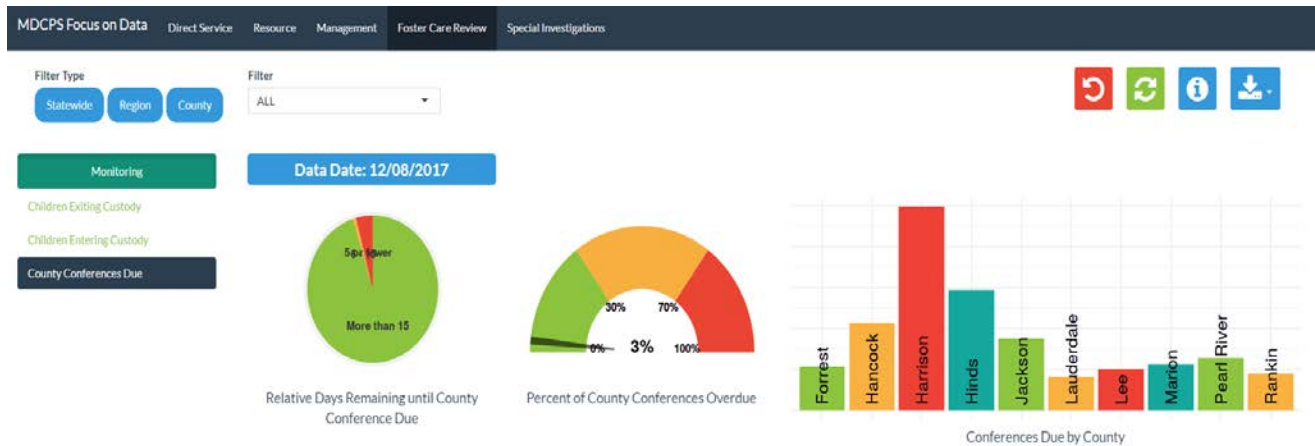 MDCPS Focus on Data Direct Service Resource Management Foster Care Review Special Investigations
Filter Type
Statewide Region County
Filter
ALL
Monitoring
Children Exiting Custody
Children Entering Custody
County Conferences Due
Data Date: 12/08/2017
More than 15
Relative Days Remaining until County
Conference Due
30% 70%
0% 3% 100%
Percent of County Conferences Overdue
Forrest
Hancock
Harrison
Hinds
Jackson
Lauderdale
Lee
Marion
Pearl River
Rankin
Conferences Due by County